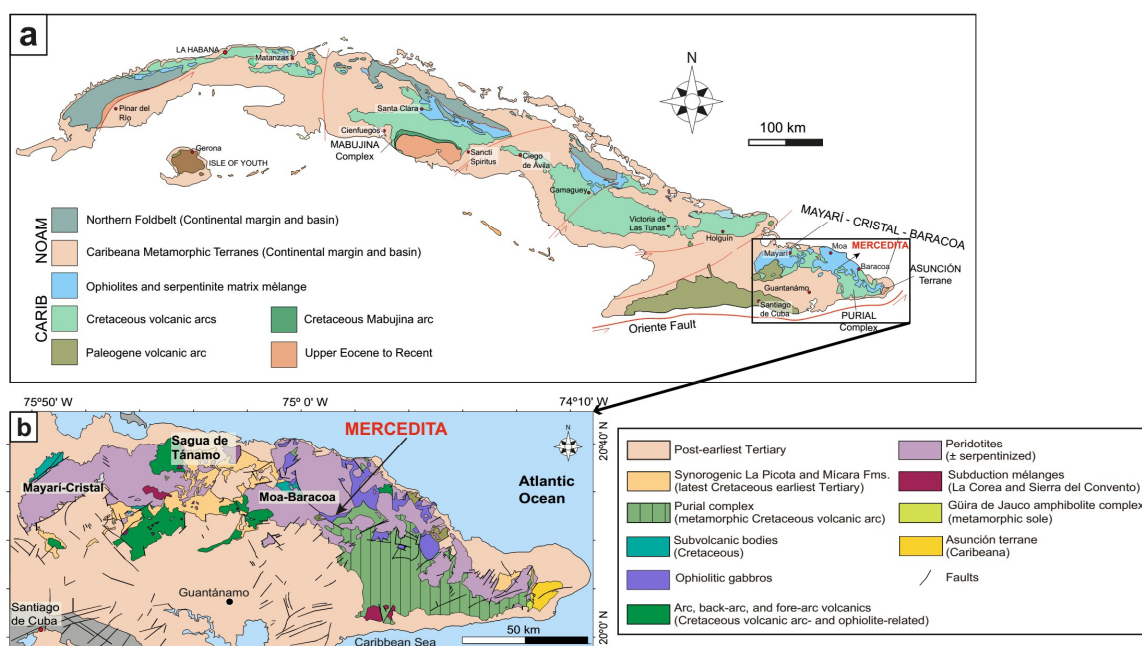 a
LA HABANA
Matanzas
Pinar del
Río
Gerona
ISLE OF YOUTH
Santa Clara
Cienfuegos
MABUJINA
Complex
Sancti
Spiritus
Ciego
de Ávila
Camaguey
Victoria de
Las Tunas
Holguín
N
100 km
MAYARÍ - CRISTAL - BARACOA
Mayarí
Moa
MERCEDITA
Baracoa
ASUNCIÓN
Terrane
Guantanámo
Santiago
de Cuba
PURIAL
Complex
Oriente Fault
NOAM
CARIB
Northern Foldbelt (Continental margin and basin)
Caribeana Metamorphic Terranes (Continental margin and basin)
Ophiolites and serpentinite matrix mèlange
Cretaceous volcanic arcs
Cretaceous Mabujina arc
Paleogene volcanic arc
Upper Eocene to Recent
75°50' W
75°0' W
74°10' W
b
MERCEDITA
Sagua de
Tánamo
Mayarí-Cristal
Moa-Baracoa
Atlantic
Ocean
N
20°40' N
Guantánamo
Santiago
de Cuba
Caribbean Sea
50 km
20°0' N
Post-earliest Tertiary
Synorogenic La Picota and Mícara Fms.
(latest Cretaceous earliest Tertiary)
Purial complex
(metamorphic Cretaceous volcanic arc)
Subvolcanic bodies
(Cretaceous)
Ophiolitic gabbros
Arc, back-arc, and fore-arc volcanics
(Cretaceous volcanic arc- and ophiolite-related)
Peridotites
(± serpentinized)
Subduction mélanges
(La Corea and Sierra del Convento)
Güira de Jauco amphibolite complex
(metamorphic sole)
Asunción terrane
(Caribeana)
Faults